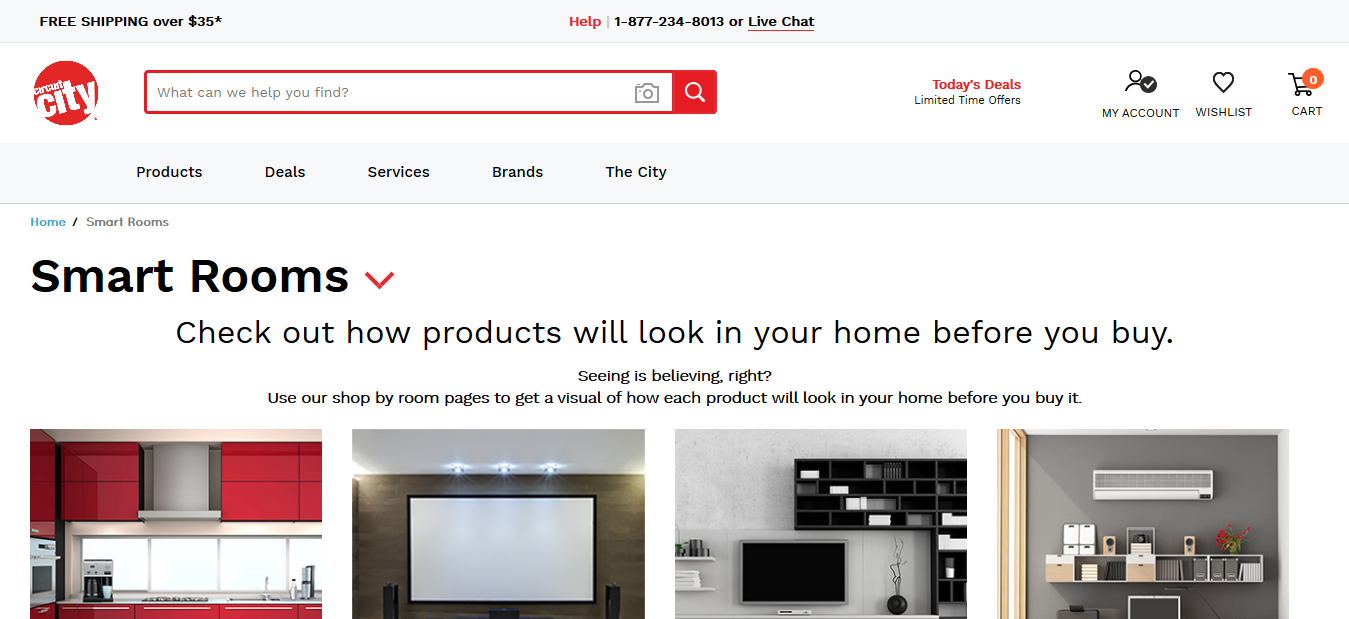 FREE SHIPPING over $35*
Help | 1-877-234-8013 or Live Chat
circuit city
What can we help you find?
Today's Deals
Limited Time Offers
MY ACCOUNT
WISHLIST
0
CART
Products
Deals
Services
Brands
The City
Home / Smart Rooms
Smart Rooms
Check out how products will look in your home before you buy.
Seeing is believing, right?
Use our shop by room pages to get a visual of how each product will look in your home before you buy it.